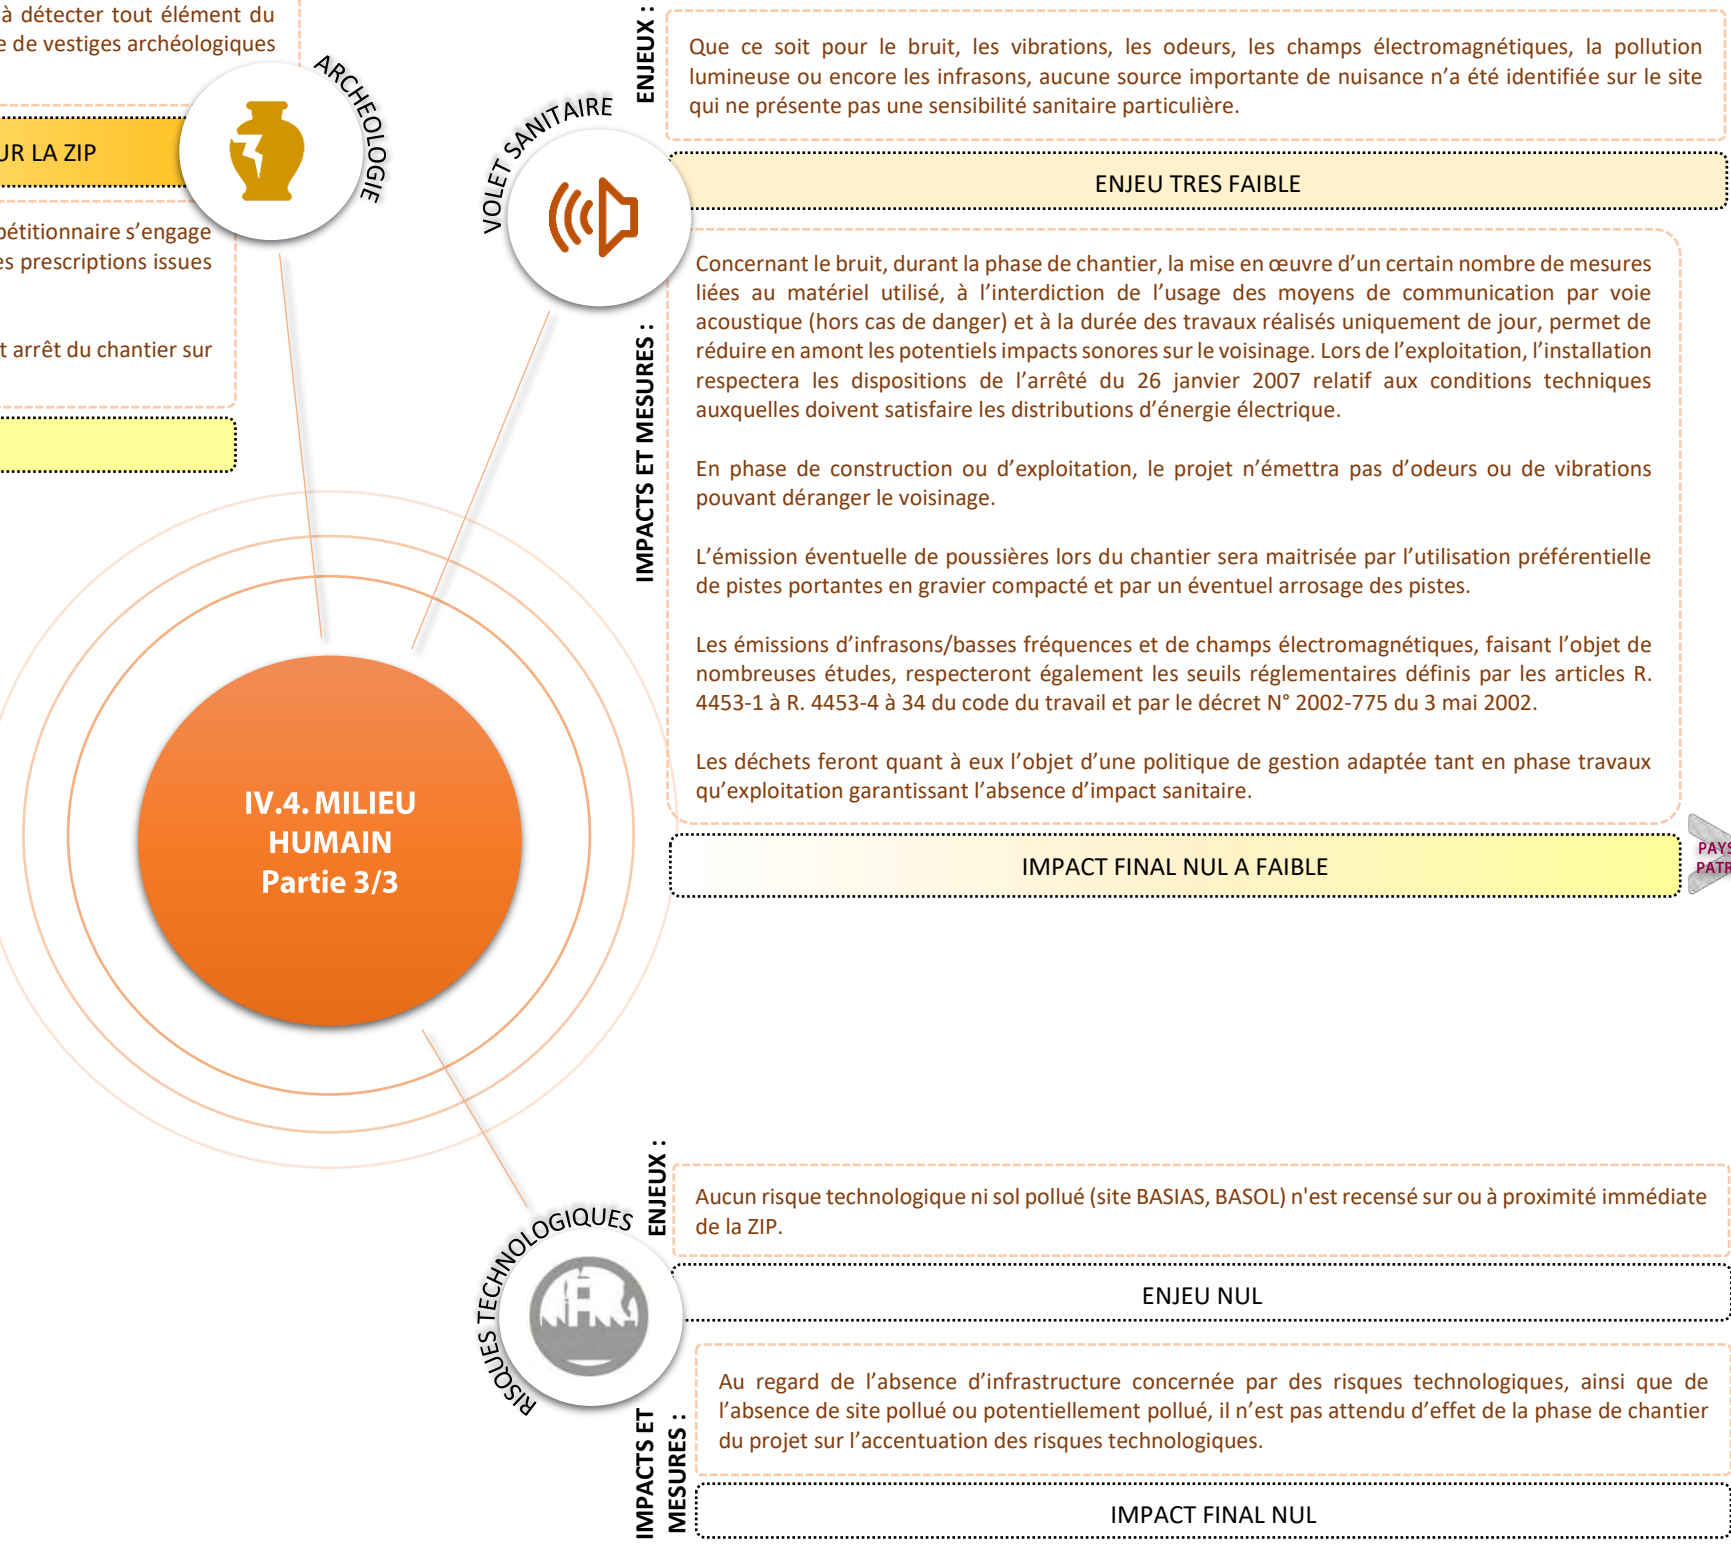 à détecter tout élément du
de vestiges archéologiques
UR LA ZIP
pétitionnaire s’engage
es prescriptions issues
t arrêt du chantier sur
ARCHEOLOGIE
VOLET SANITAIRE
ENJEUX :
Que ce soit pour le bruit, les vibrations, les odeurs, les champs électromagnétiques, la pollution
lumineuse ou encore les infrasons, aucune source importante de nuisance n’a été identifiée sur le site
qui ne présente pas une sensibilité sanitaire particulière.
ENJEU TRES FAIBLE
IMPACTS ET MESURES :
Concernant le bruit, durant la phase de chantier, la mise en œuvre d’un certain nombre de mesures
liées au matériel utilisé, à l’interdiction de l’usage des moyens de communication par voie
acoustique (hors cas de danger) et à la durée des travaux réalisés uniquement de jour, permet de
réduire en amont les potentiels impacts sonores sur le voisinage. Lors de l’exploitation, l’installation
respectera les dispositions de l’arrêté du 26 janvier 2007 relatif aux conditions techniques
auxquelles doivent satisfaire les distributions d’énergie électrique.
En phase de construction ou d’exploitation, le projet n’émettra pas d’odeurs ou de vibrations
pouvant déranger le voisinage.
L’émission éventuelle de poussières lors du chantier sera maitrisée par l’utilisation préférentielle
de pistes portantes en gravier compacté et par un éventuel arrosage des pistes.
Les émissions d’infrasons/basses fréquences et de champs électromagnétiques, faisant l’objet de
nombreuses études, respecteront également les seuils réglementaires définis par les articles R.
4453-1 à R. 4453-4 à 34 du code du travail et par le décret N° 2002-775 du 3 mai 2002.
Les déchets feront quant à eux l’objet d’une politique de gestion adaptée tant en phase travaux
qu’exploitation garantissant l’absence d’impact sanitaire.
IMPACT FINAL NUL A FAIBLE
PAYS
PATR
IV.4. MILIEU
HUMAIN
Partie 3/3
RISQUES TECHNOLOGIQUES
ENJEUX :
Aucun risque technologique ni sol pollué (site BASIAS, BASOL) n'est recensé sur ou à proximité immédiate
de la ZIP.
ENJEU NUL
IMPACTS ET
MESURES :
Au regard de l’absence d’infrastructure concernée par des risques technologiques, ainsi que de
l’absence de site pollué ou potentiellement pollué, il n’est pas attendu d’effet de la phase de chantier
du projet sur l’accentuation des risques technologiques.
IMPACT FINAL NUL